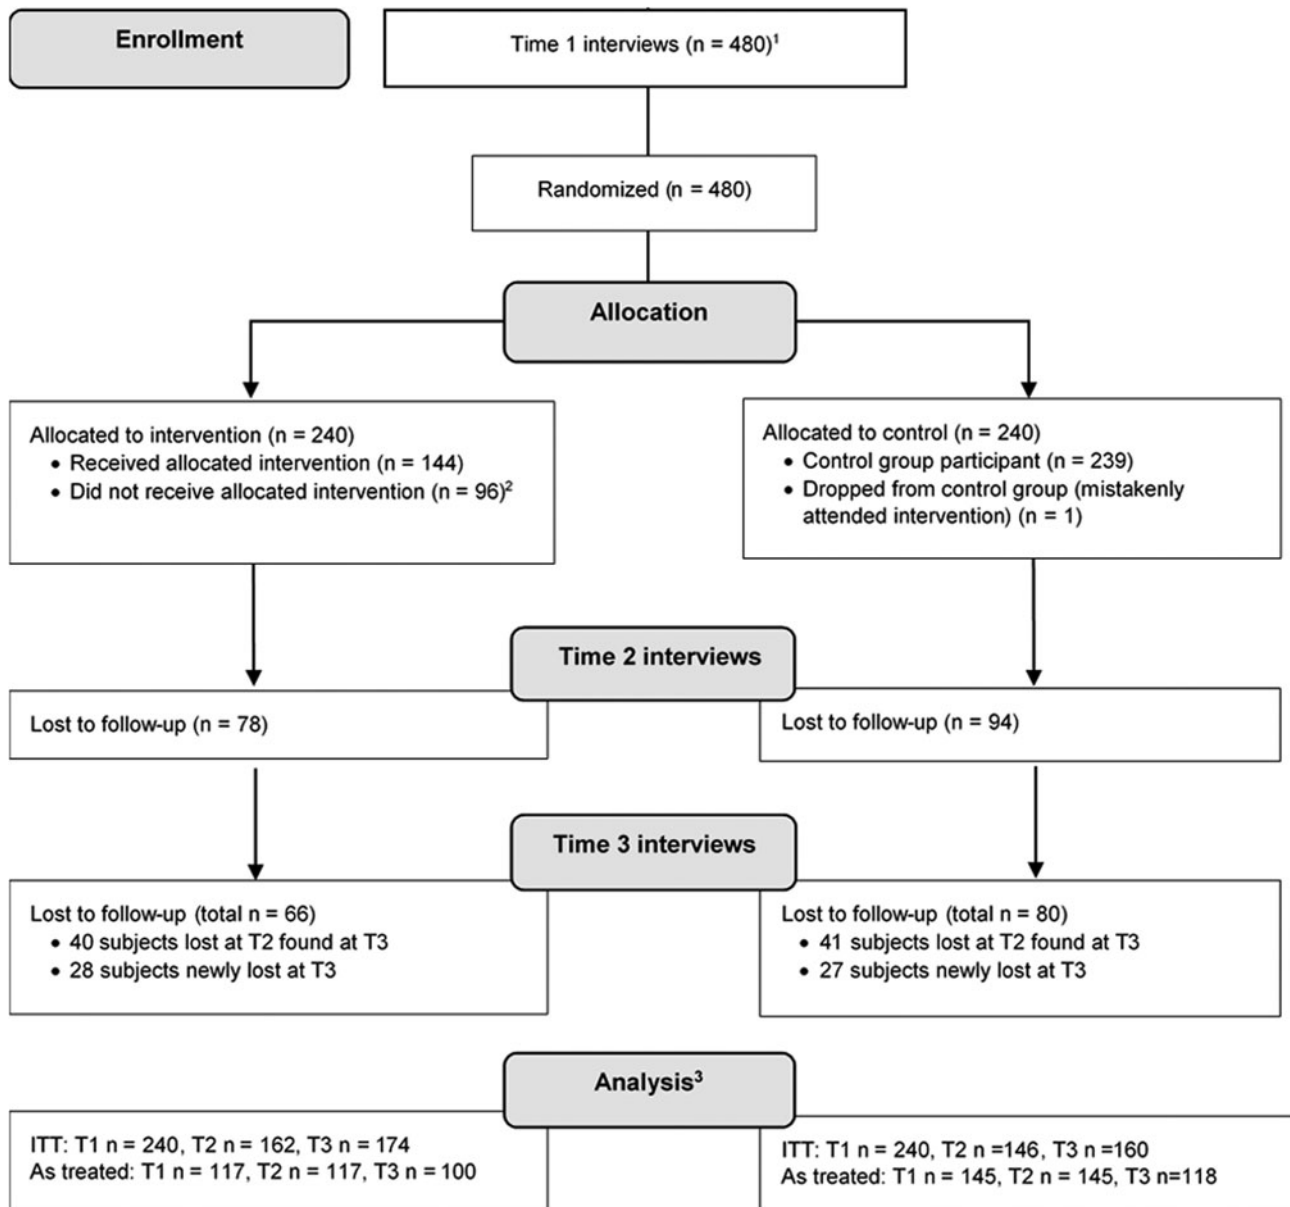 Enrollment
Time 1 interviews (n = 480)¹
Randomized (n = 480)
Allocation
Allocated to intervention (n = 240)
• Received allocated intervention (n = 144)
• Did not receive allocated intervention (n = 96)²
Allocated to control (n = 240)
• Control group participant (n = 239)
• Dropped from control group (mistakenly
attended intervention) (n = 1)
Time 2 interviews
Lost to follow-up (n = 78)
Lost to follow-up (n = 94)
Time 3 interviews
Lost to follow-up (total n = 66)
• 40 subjects lost at T2 found at T3
• 28 subjects newly lost at T3
Lost to follow-up (total n = 80)
• 41 subjects lost at T2 found at T3
• 27 subjects newly lost at T3
Analysis³
ITT: T1 n = 240, T2 n = 162, T3 n = 174
As treated: T1 n = 117, T2 n = 117, T3 n = 100
ITT: T1 n = 240, T2 n =146, T3 n =160
As treated: T1 n = 145, T2 n = 145, T3 n=118